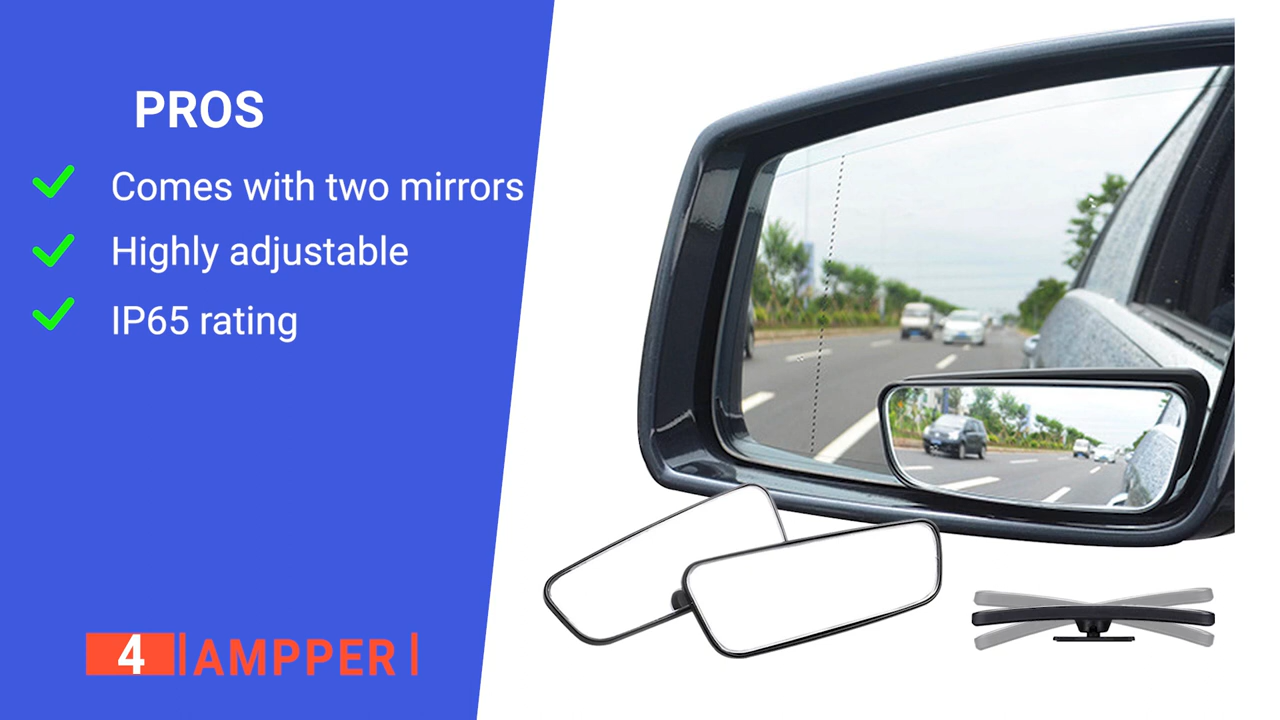 PROS
Comes with two mirrors
Highly adjustable
IP65 rating
4 AMPPER